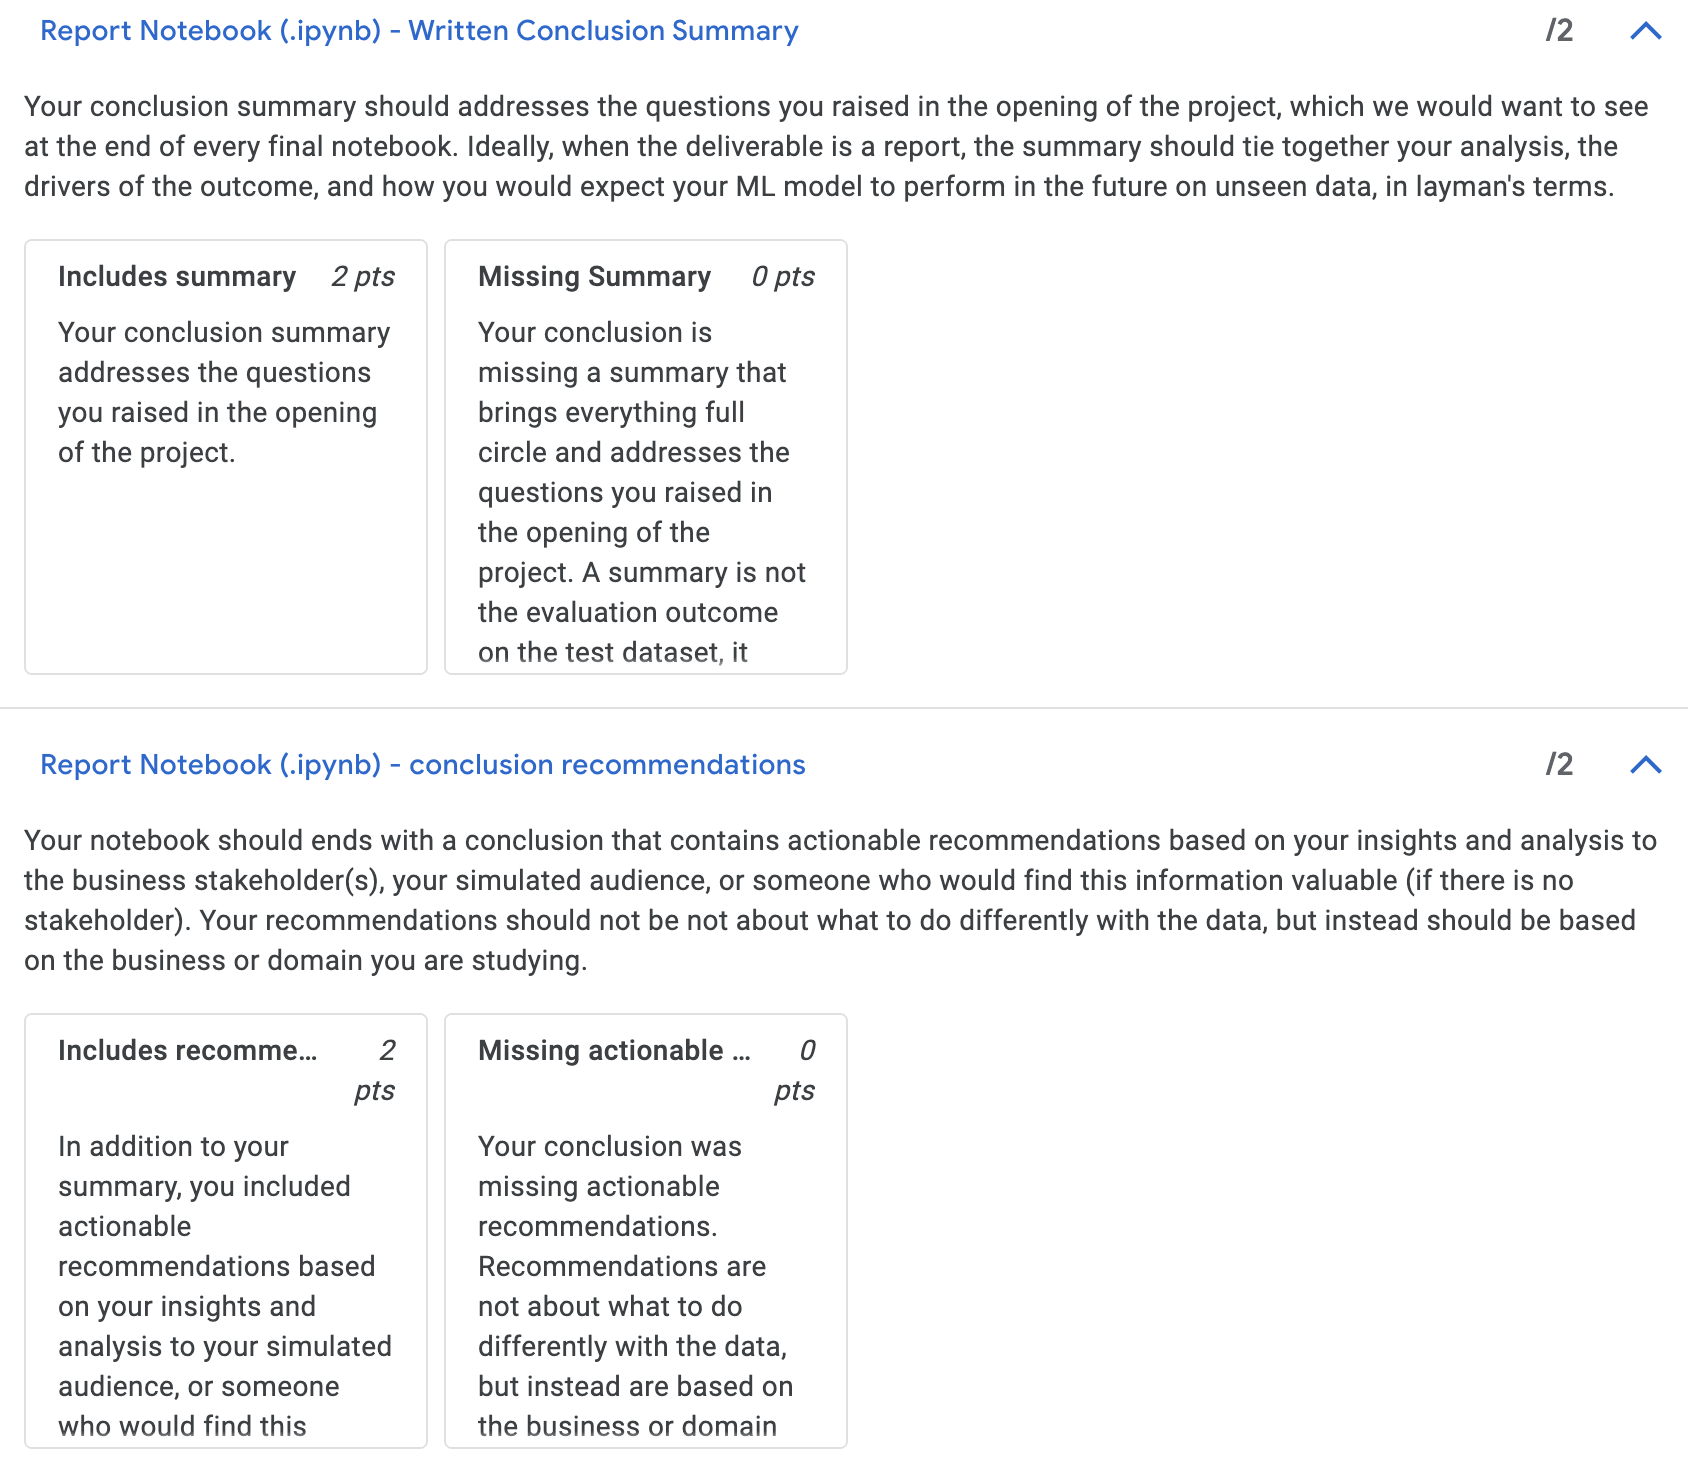 Report Notebook (.ipynb) - Written Conclusion Summary /2
Your conclusion summary should addresses the questions you raised in the opening of the project, which we would want to see
at the end of every final notebook. Ideally, when the deliverable is a report, the summary should tie together your analysis, the
drivers of the outcome, and how you would expect your ML model to perform in the future on unseen data, in layman's terms.
Includes summary 2 pts
Your conclusion summary
addresses the questions
you raised in the opening
of the project.
Missing Summary 0 pts
Your conclusion is
missing a summary that
brings everything full
circle and addresses the
questions you raised in
the opening of the
project. A summary is not
the evaluation outcome
on the test dataset, it
Report Notebook (.ipynb) - conclusion recommendations /2
Your notebook should ends with a conclusion that contains actionable recommendations based on your insights and analysis to
the business stakeholder(s), your simulated audience, or someone who would find this information valuable (if there is no
stakeholder). Your recommendations should not be not about what to do differently with the data, but instead should be based
on the business or domain you are studying.
Includes recomme... 2
pts
In addition to your
summary, you included
actionable
recommendations based
on your insights and
analysis to your simulated
audience, or someone
who would find this
Missing actionable ... 0
pts
Your conclusion was
missing actionable
recommendations.
Recommendations are
not about what to do
differently with the data,
but instead are based on
the business or domain